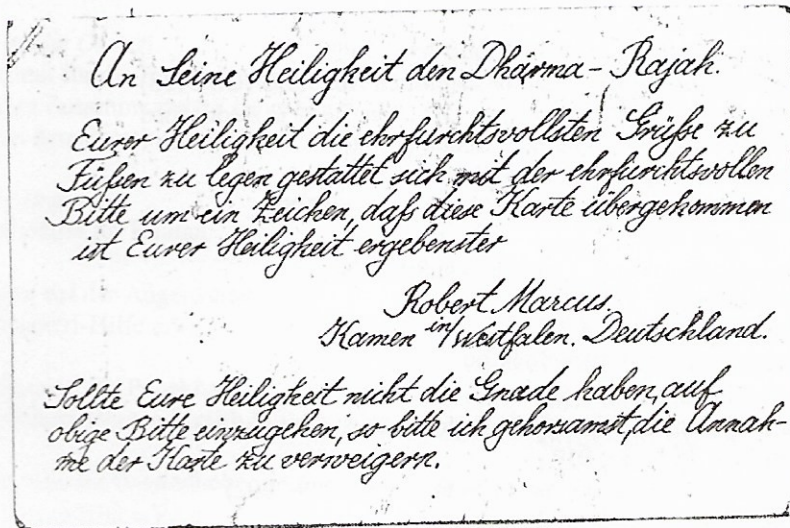 An Seine Heiligkeit den Dhárma-Rajah.
Eurer Heiligkeit die ehrfurchtsvollsten Grüße zu
Füßen zu legen gestattet sich mit der ehrfurchtsvollen
Bitte um ein Zeichen, daß diese Karte übergekommen
ist Eurer Heiligkeit ergebenster
Robert Marcus.
Kamen in/Westfalen. Deutschland.
Sollte Eure Heiligkeit nicht die Gnade haben, auf
obige Bitte einzugehen, so bitte ich gehorsamst, die Annah-
me der Karte zu verweigern.